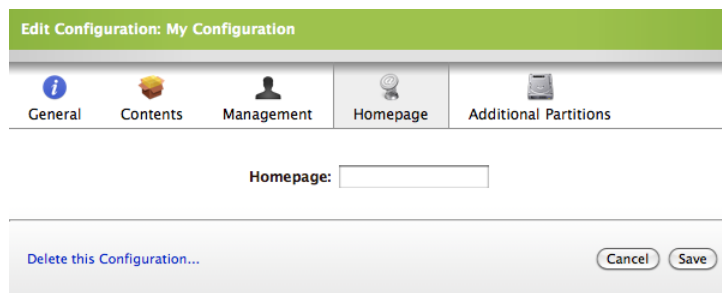 Edit Configuration: My Configuration
General Contents Management Homepage Additional Partitions
Homepage:
Delete this Configuration... Cancel Save